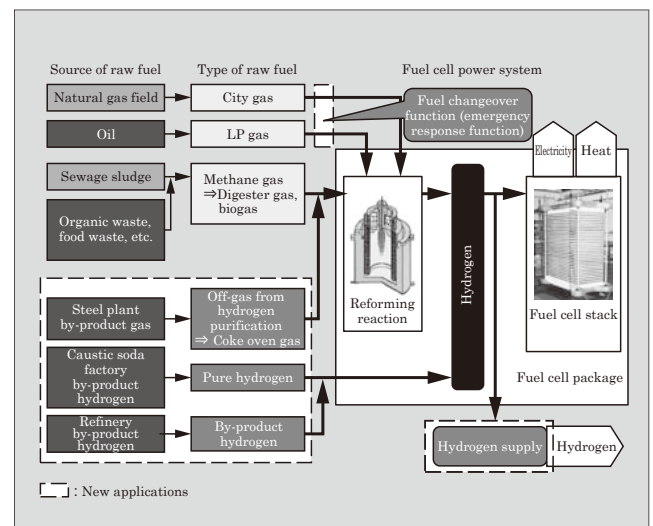 Source of raw fuel
Type of raw fuel
Fuel cell power system
Natural gas field
City gas
Fuel changeover
function (emergency
response function)
Oil
LP gas
Electricity
Heat
Sewage sludge
Methane gas
⇒Digester gas,
biogas
Organic waste,
food waste, etc.
Hydrogen
Reforming
reaction
Fuel cell stack
Steel plant
by-product gas
Off-gas from
hydrogen
purification
⇒ Coke oven gas
Caustic soda
factory
by-product
hydrogen
Pure hydrogen
Fuel cell package
Refinery
by-product
hydrogen
By-product
hydrogen
Hydrogen supply
Hydrogen
: New applications